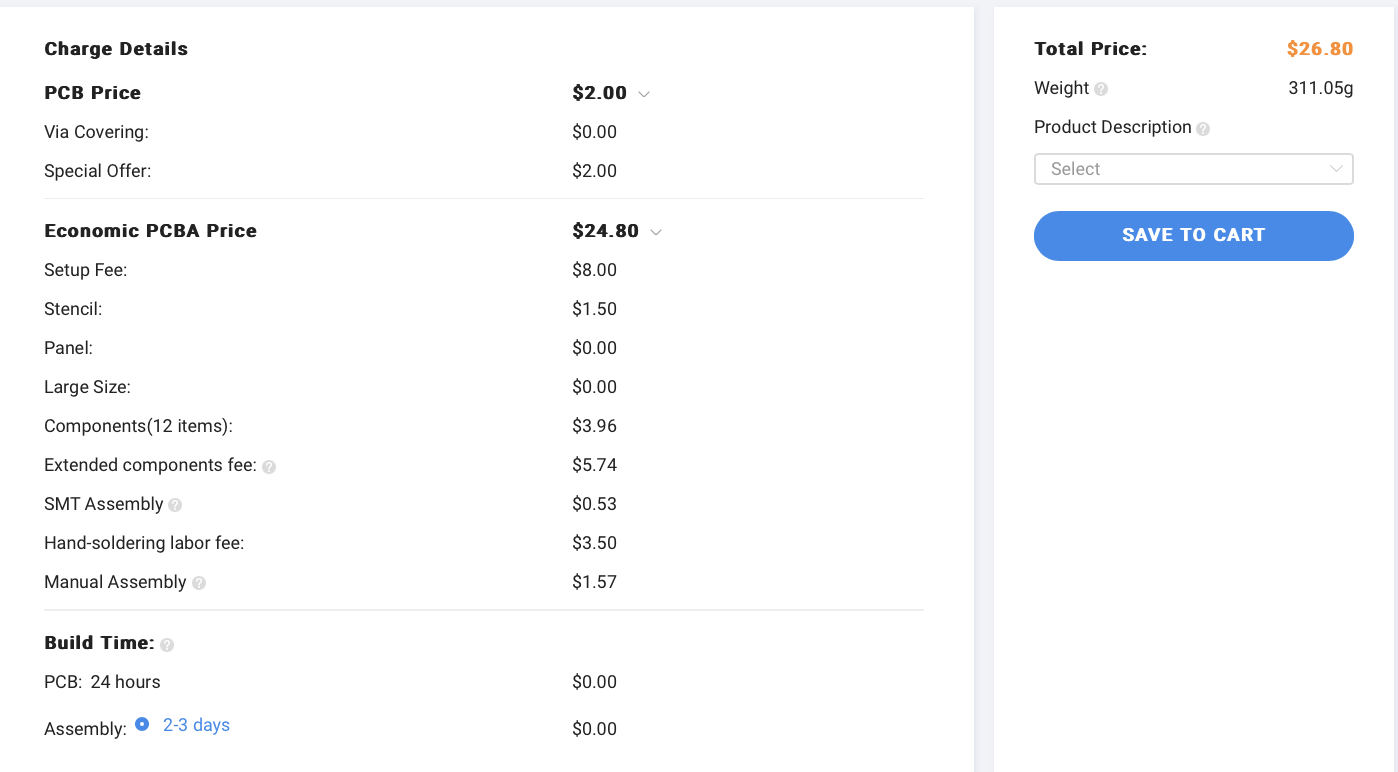 Charge Details
PCB Price $2.00
Via Covering: $0.00
Special Offer: $2.00
Economic PCBA Price $24.80
Setup Fee: $8.00
Stencil: $1.50
Panel: $0.00
Large Size: $0.00
Components(12 items): $3.96
Extended components fee: ? $5.74
SMT Assembly ? $0.53
Hand-soldering labor fee: $3.50
Manual Assembly ? $1.57
Build Time: ?
PCB: 24 hours $0.00
Assembly: 2-3 days $0.00
Total Price: $26.80
Weight ? 311.05g
Product Description ?
Select
SAVE TO CART